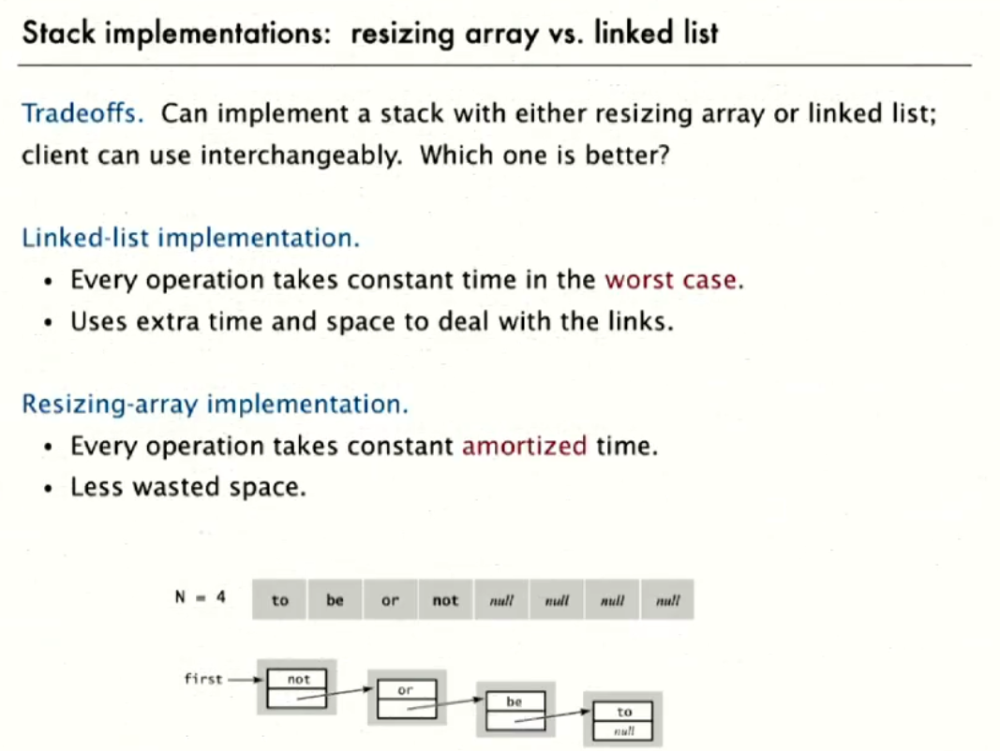 Stack implementations: resizing array vs. linked list
Tradeoffs. Can implement a stack with either resizing array or linked list;
client can use interchangeably. Which one is better?
Linked-list implementation.
• Every operation takes constant time in the worst case.
• Uses extra time and space to deal with the links.
Resizing-array implementation.
• Every operation takes constant amortized time.
• Less wasted space.
N = 4 to be or not null null null null
first not
or
be
to
null